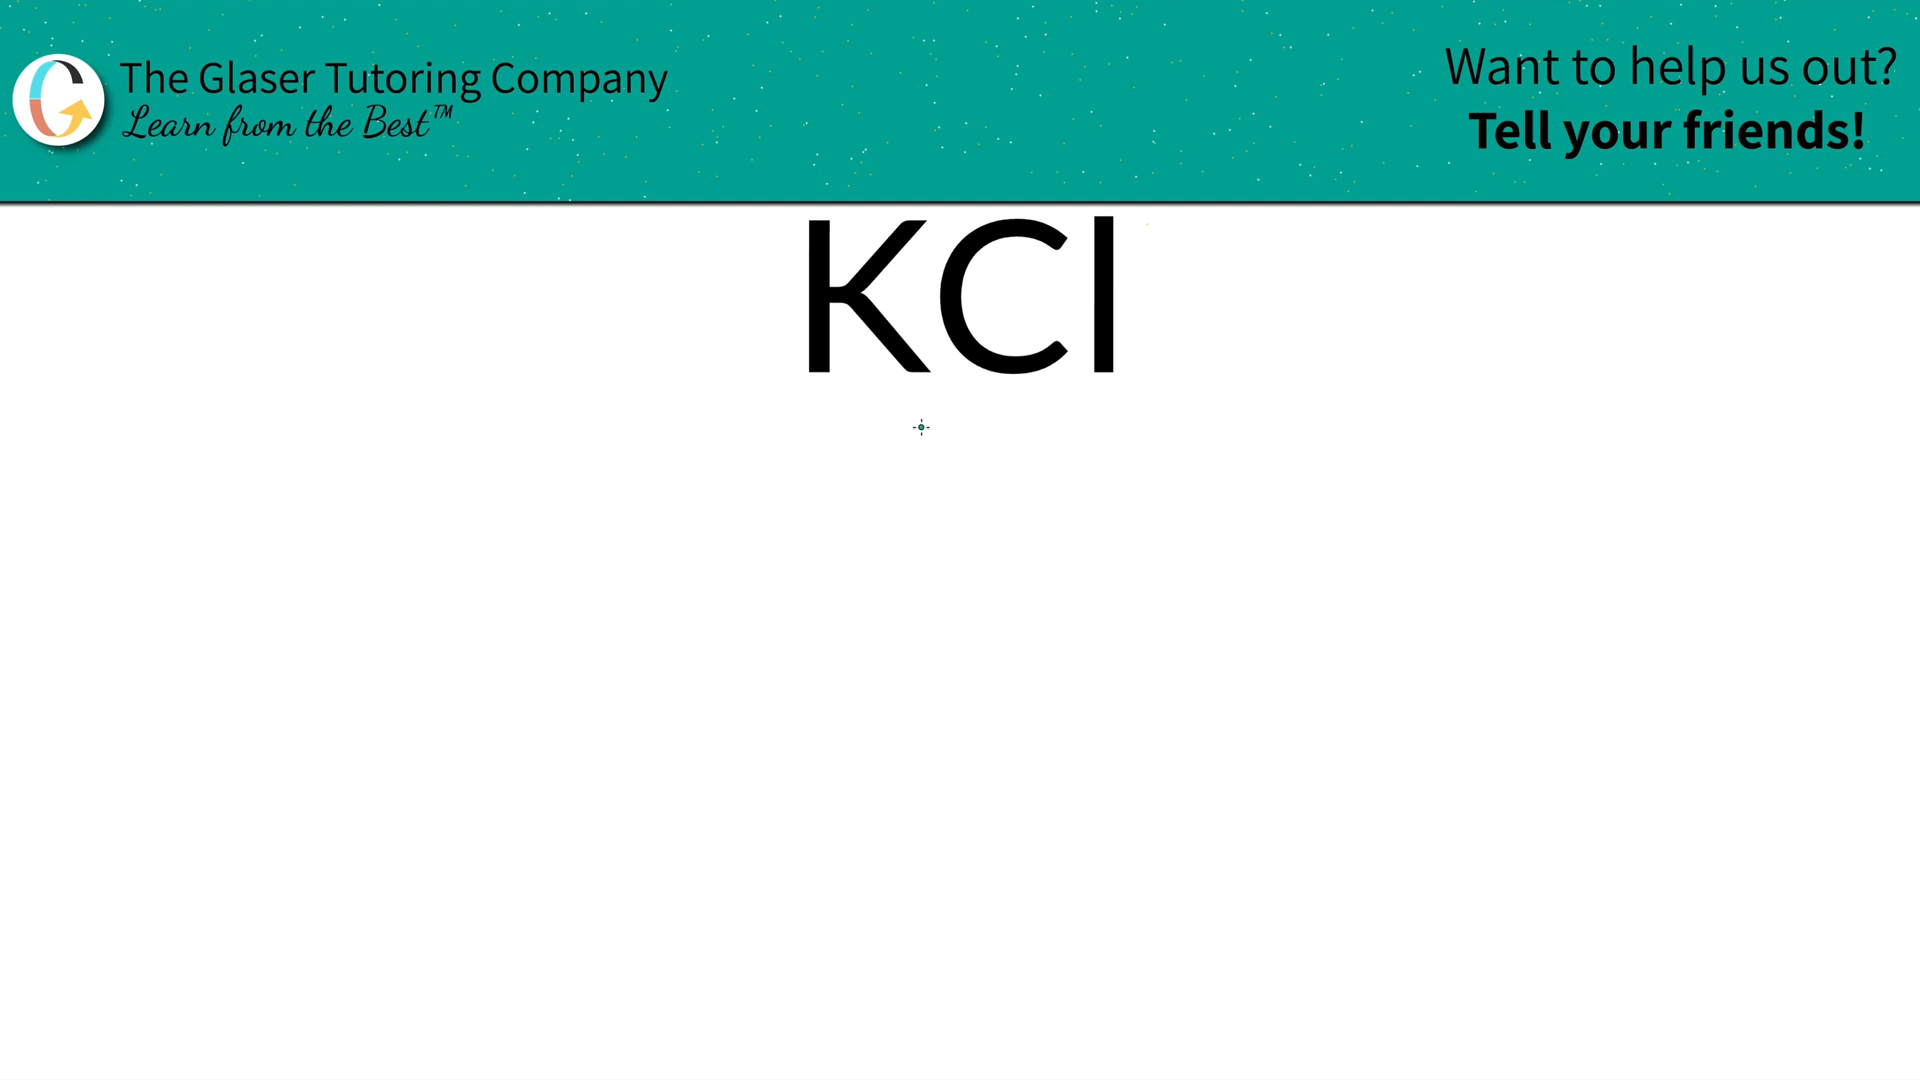 The Glaser Tutoring Company
Learn from the Best™
Want to help us out?
Tell your friends!
KCl